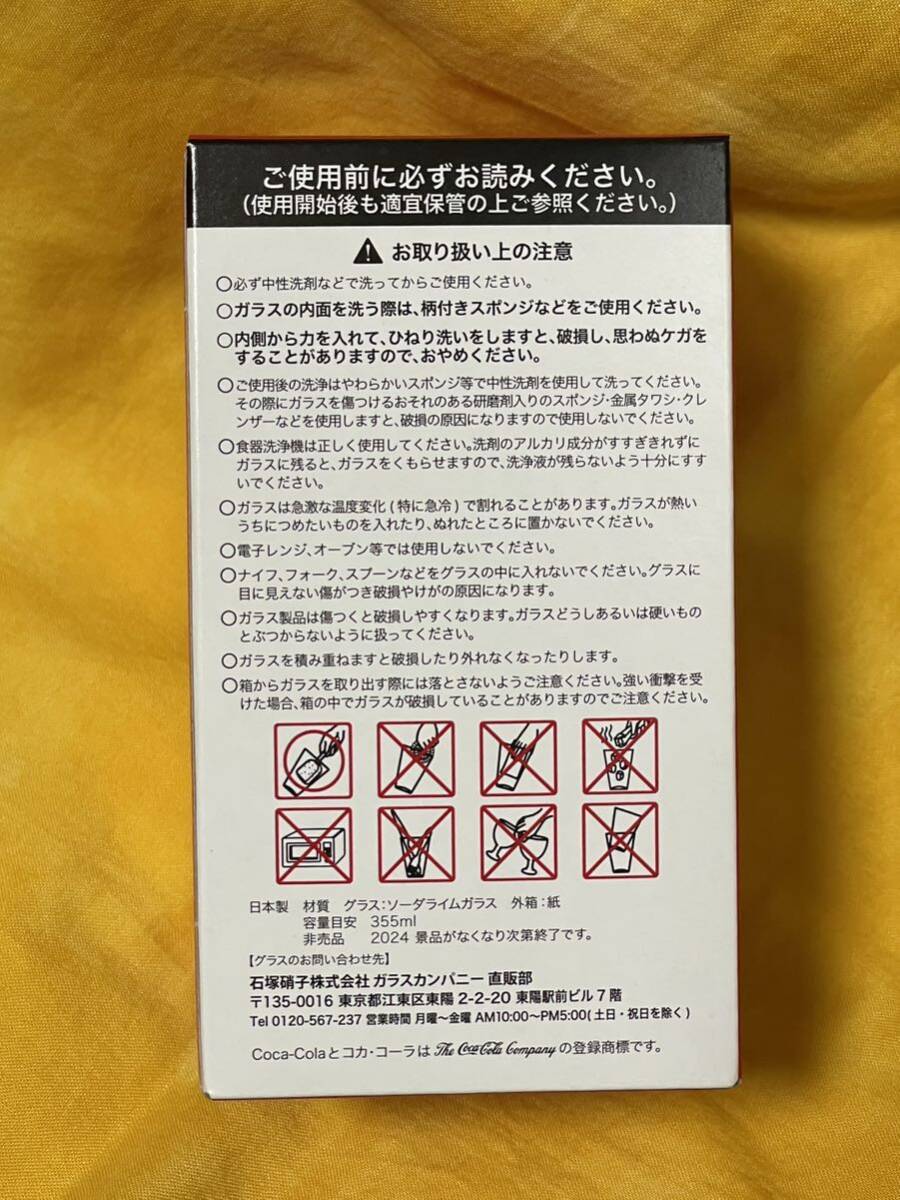 ご使用前に必ずお読みください。
(使用開始後も適宜保管の上ご参照ください。)
お取り扱い上の注意
○必ず中性洗剤などで洗ってからご使用ください。
○ガラスの内面を洗う際は、柄付きスポンジなどをご使用ください。
○内側から力を入れて、ひねり洗いをしますと、破損し、思わぬケガを
することがありますので、おやめください。
○ご使用後の洗浄はやわらかいスポンジ等で中性洗剤を使用して洗ってください。
その際にガラスを傷つけるおそれのある研磨剤入りのスポンジ・金属タワシ・クレ
ンザーなどを使用しますと、破損の原因になりますので使用しないでください。
○食器洗浄機は正しく使用してください。洗剤のアルカリ成分がすすぎきれずに
ガラスに残ると、ガラスをくもらせますので、洗浄液が残らないよう十分にすす
いでください。
○ガラスは急激な温度変化(特に急冷)で割れることがあります。ガラスが熱い
うちにつめたいものを入れたり、ぬれたところに置かないでください。
○電子レンジ、オーブン等では使用しないでください。
○ナイフ、フォーク、スプーンなどをグラスの中に入れないでください。グラスに
目に見えない傷がつき破損やけがの原因になります。
○ガラス製品は傷つくと破損しやすくなります。ガラスどうしあるいは硬いもの
とぶつからないように扱ってください。
○ガラスを積み重ねますと破損したり外れなくなったりします。
○箱からガラスを取り出す際には落とさないようご注意ください。強い衝撃を受
けた場合、箱の中でガラスが破損していることがありますのでご注意ください。
日本製 材質 グラス:ソーダライムガラス 外箱:紙
容量目安 355ml
非売品 2024 景品がなくなり次第終了です。
【グラスのお問い合わせ先】
石塚硝子株式会社 ガラスカンパニー 直販部
〒135-0016 東京都江東区東陽 2-2-20 東陽駅前ビル7階
Tel 0120-567-237 営業時間 月曜〜金曜 AM10:00〜PM5:00(土日・祝日を除く)
Coca-Colaとコカ・コーラは The Coca-Cola Company の登録商標です。